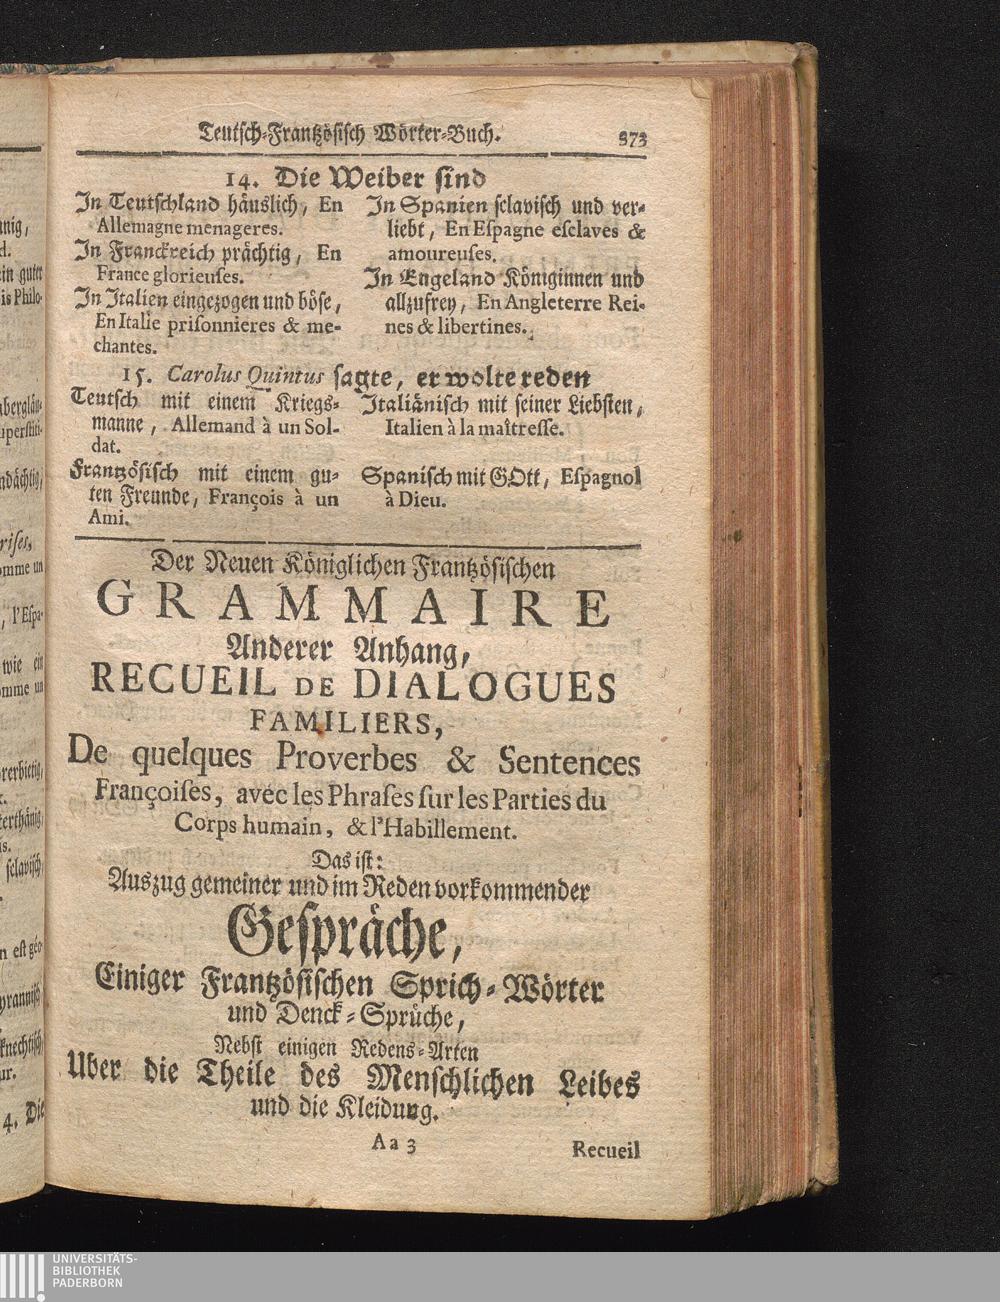 Teutsch-Frantzösisch Wörter-Buch. 373
14. Die Weiber sind
In Teutschland häuslich, En
Allemagne menageres.
In Franckreich prächtig, En
France glorieuſes.
In Italien eingezogen und böse,
En Italie priſonnieres & me-
chantes.
In Spanien sclavisch und ver-
liebt, En Eſpagne eſclaves &
amoureuſes.
In Engeland Königinnen und
allzufrey, En Angleterre Rei-
nes & libertines.
15. Carolus Quintus sagte, er wolte reden
Teutsch mit einem Kriegs-
manne, Allemand à un Sol-
dat.
Frantzösisch mit einem gu-
ten Freunde, François à un
Ami.
Italiänisch mit seiner Liebsten,
Italien à la maîtreſſe.
Spanisch mit GOtt, Eſpagnol
à Dieu.
Der Neuen Königlichen Frantzösischen
GRAMMAIRE
Anderer Anhang,
RECUEIL DE DIALOGUES
FAMILIERS,
De quelques Proverbes & Sentences
Françoiſes, avec les Phraſes ſur les Parties du
Corps humain, & l'Habillement.
Das ist:
Auszug gemeiner und im Reden vorkommender
Gespräche,
Einiger Frantzösischen Sprich-Wörter
und Denck-Sprüche,
Nebst einigen Redens-Arten
Uber die Theile des Menschlichen Leibes
und die Kleidung.
Aa 3 Recueil
UNIVERSITÄTS-
BIBLIOTHEK
PADERBORN